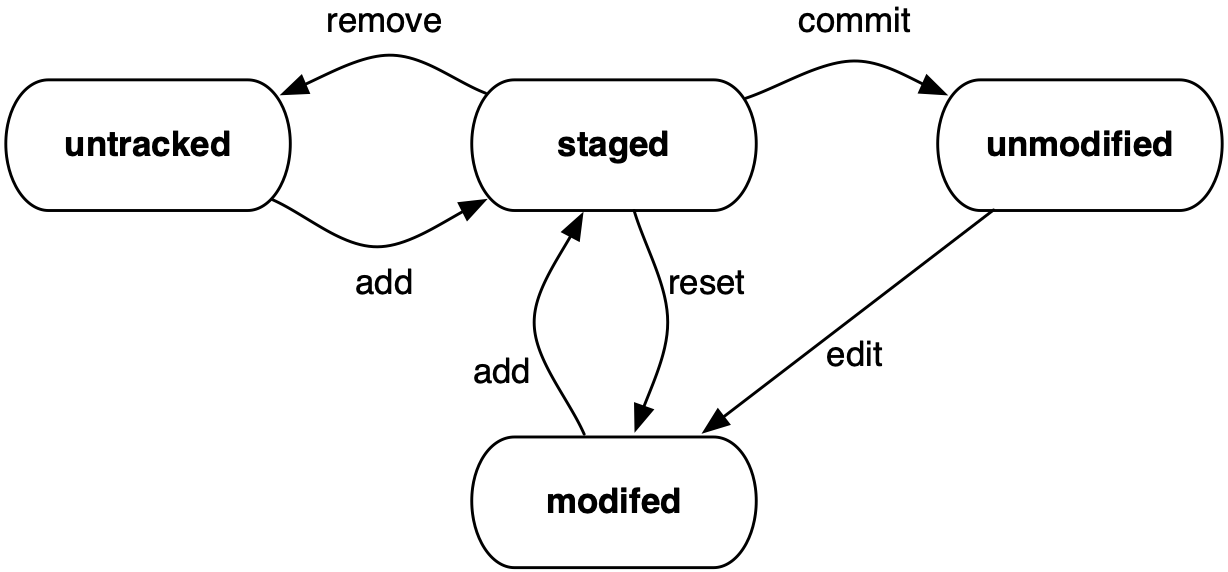 remove
commit
untracked
staged
unmodified
add
reset
edit
add
modifed